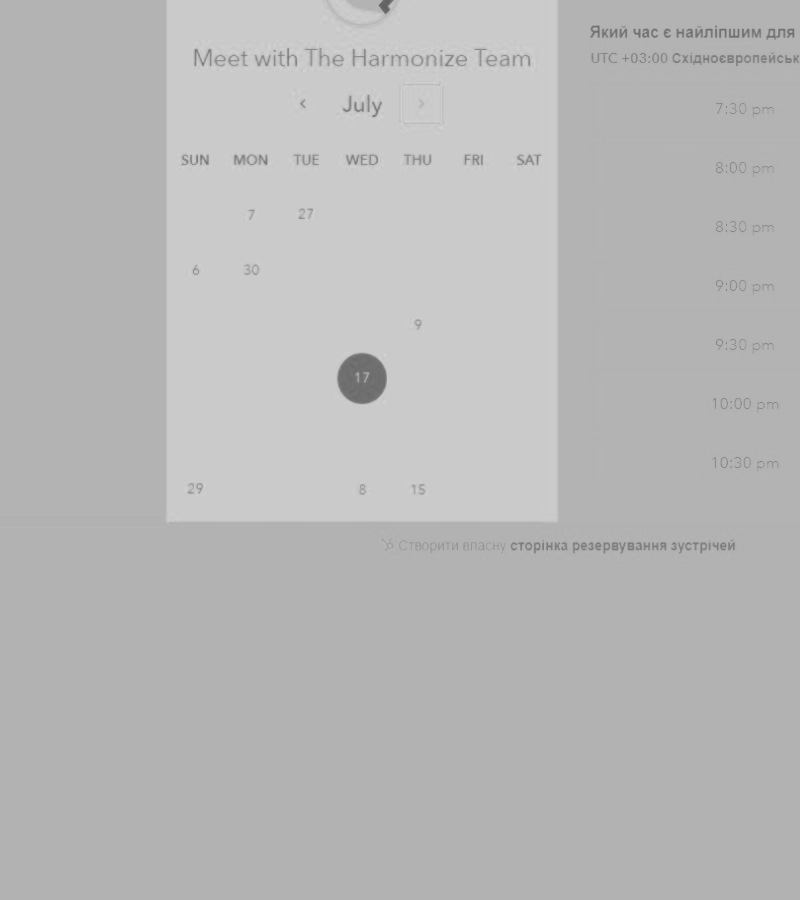 Meet with The Harmonize Team
July
SUN MON TUE WED THU FRI SAT
7 27
6 30
9
17
29 8 15
Який час є найліпшим для
UTC +03:00 Східноєвропейськ
7:30 pm
8:00 pm
8:30 pm
9:00 pm
9:30 pm
10:00 pm
10:30 pm
Створити власну сторінка резервування зустрічей